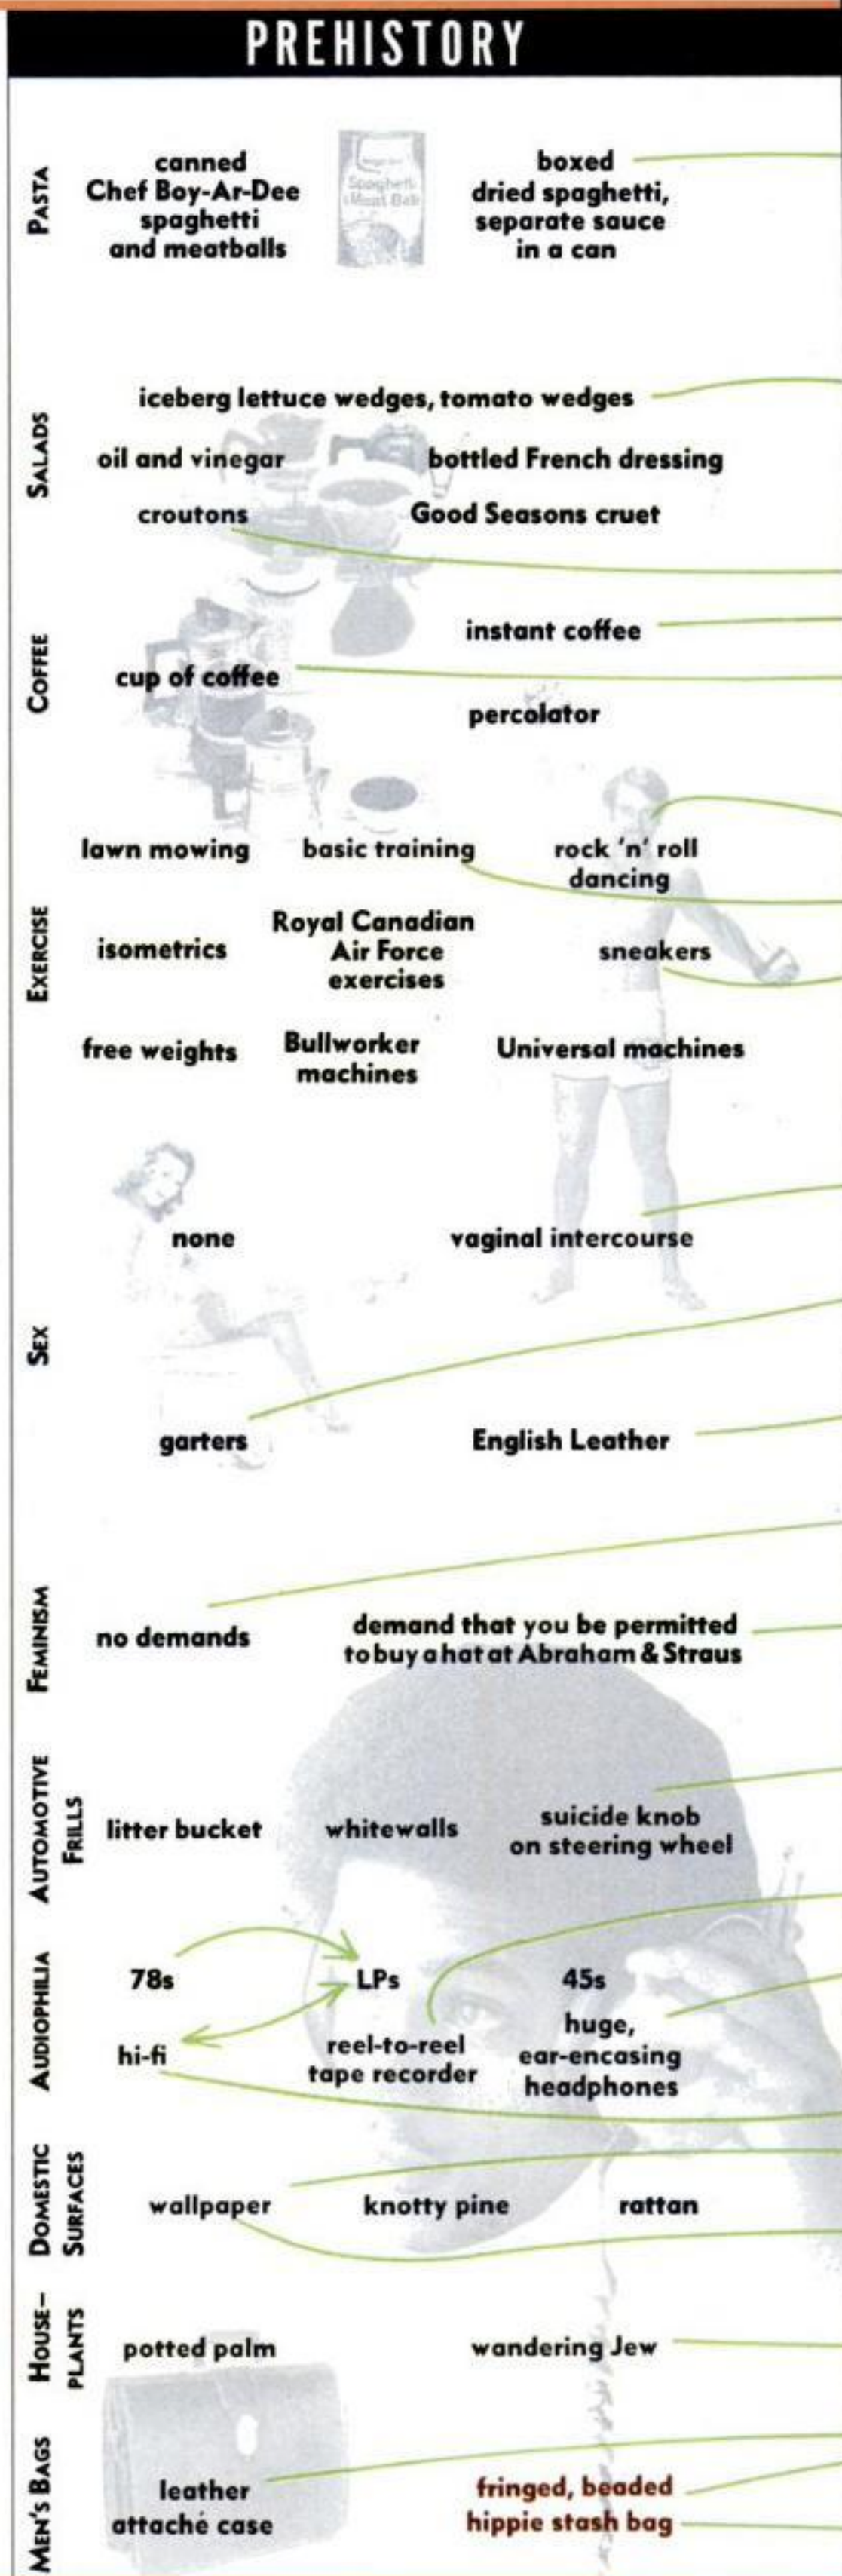 PREHISTORY
PASTA
canned
Chef Boy-Ar-Dee
spaghetti
and meatballs
Spaghetti
& Meat Balls
boxed
dried spaghetti,
separate sauce
in a can
SALADS
iceberg lettuce wedges, tomato wedges
oil and vinegar
bottled French dressing
croutons
Good Seasons cruet
COFFEE
instant coffee
cup of coffee
percolator
EXERCISE
lawn mowing
basic training
rock 'n' roll
dancing
isometrics
Royal Canadian
Air Force
exercises
sneakers
free weights
Bullworker
machines
Universal machines
SEX
none
vaginal intercourse
garters
English Leather
FEMINISM
no demands
demand that you be permitted
to buy a hat at Abraham & Straus
AUTOMOTIVE
FRILLS
litter bucket
whitewalls
suicide knob
on steering wheel
AUDIOPHILIA
78s
LPs
45s
hi-fi
reel-to-reel
tape recorder
huge,
ear-encasing
headphones
DOMESTIC
SURFACES
wallpaper
knotty pine
rattan
HOUSE-
PLANTS
potted palm
wandering Jew
MEN'S BAGS
leather
attaché case
fringed, beaded
hippie stash bag